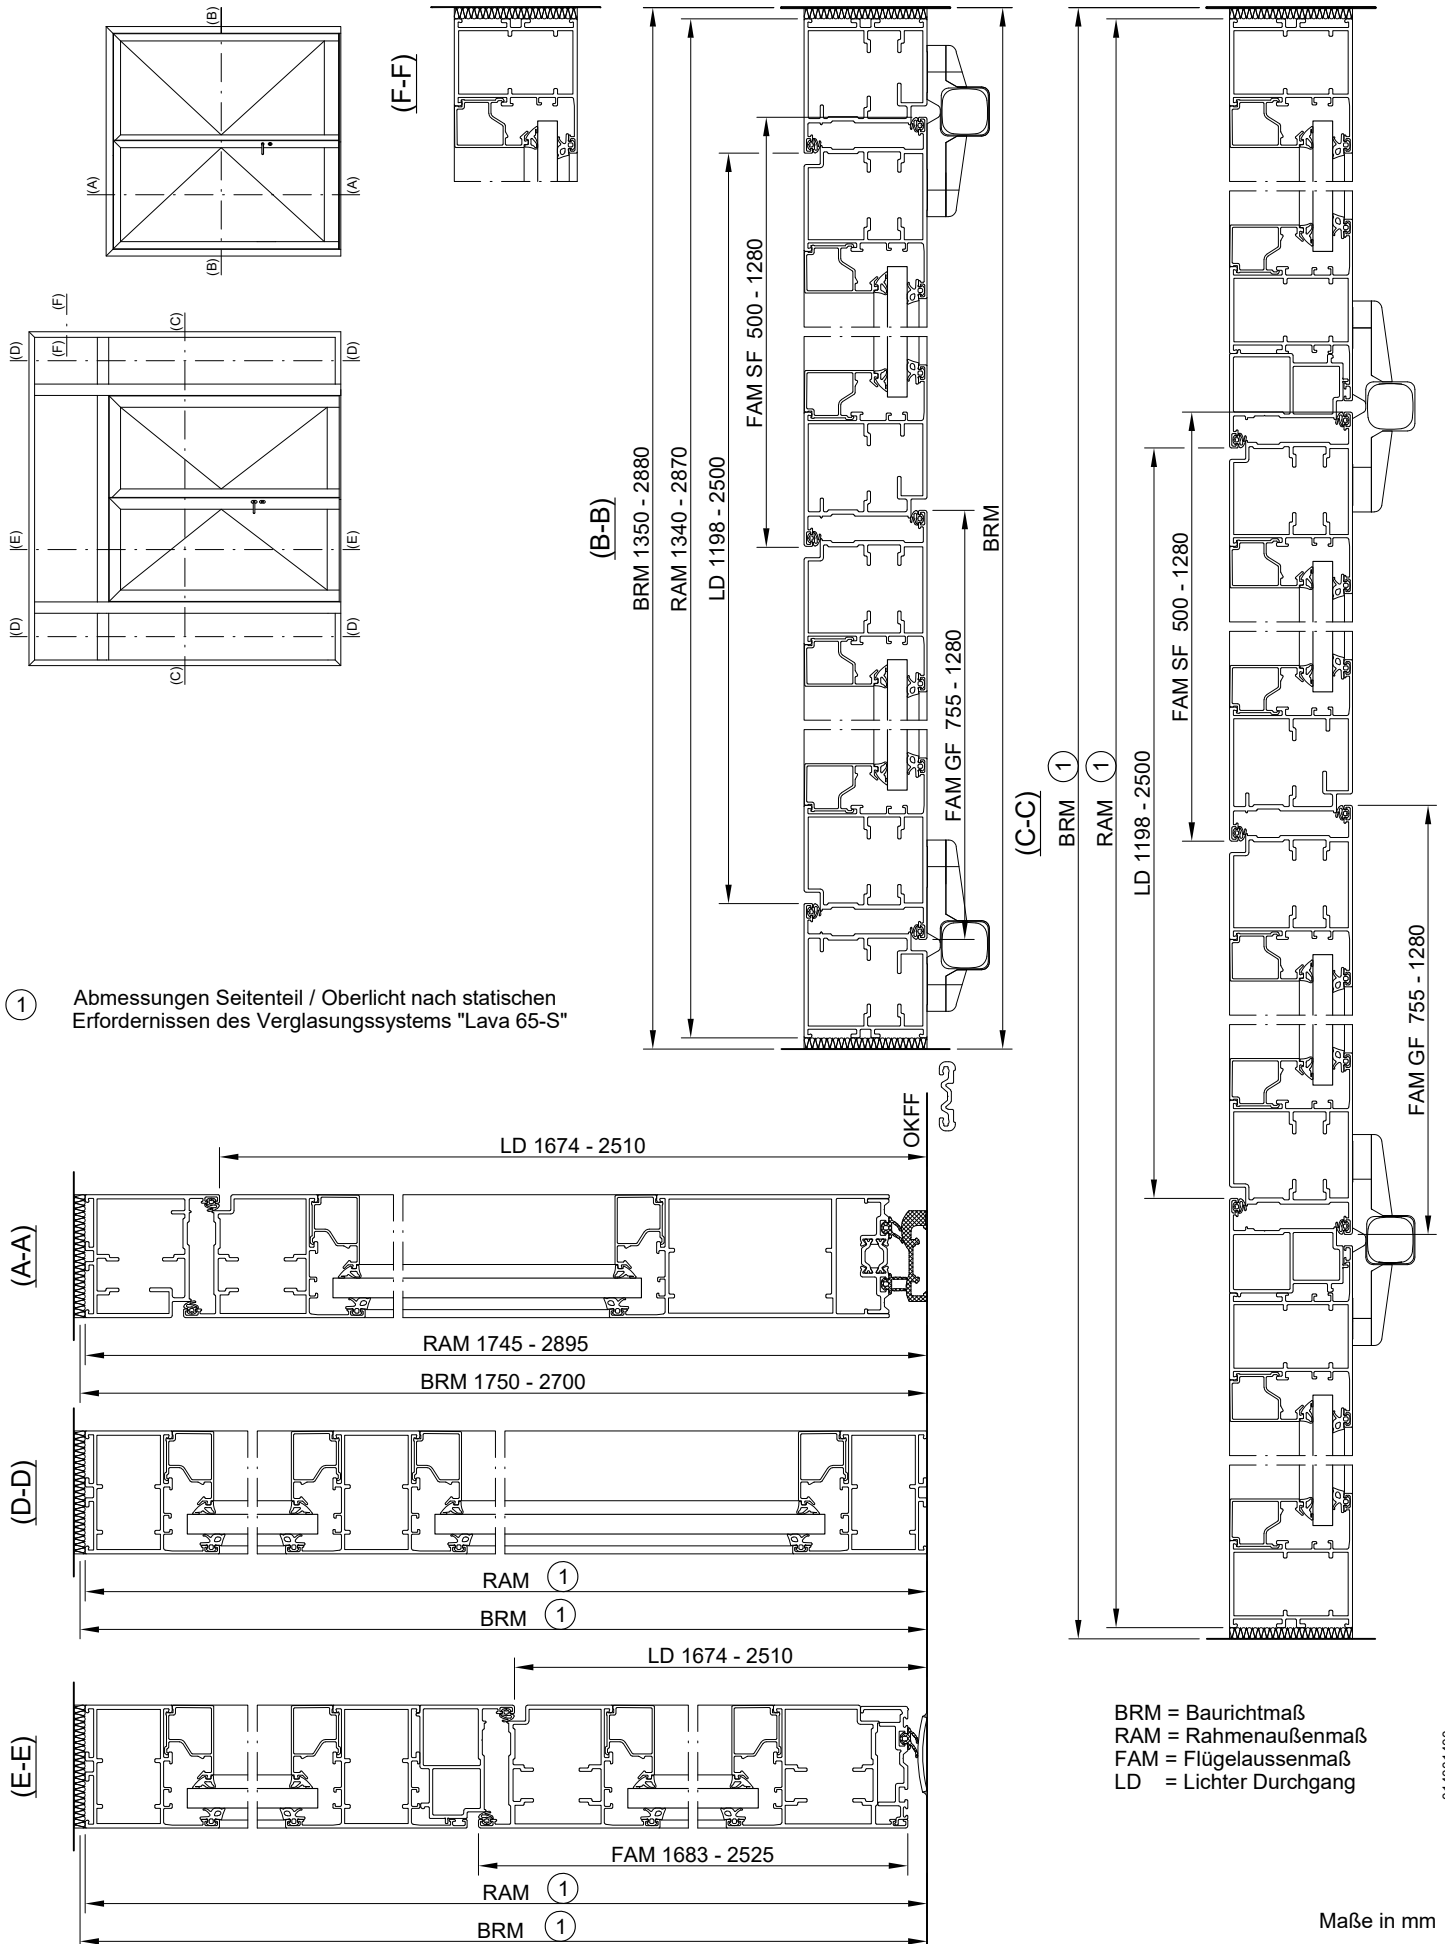 (B)
(A)
(A)
(B)
(F-F)
(F)
(F)
(D)
(C)
(D)
(E)
(E)
(D)
(C)
(D)
(B-B)
BRM 1350 - 2880
RAM 1340 - 2870
LD 1198 - 2500
FAM SF 500 - 1280
FAM GF 755 - 1280
BRM
(C-C)
BRM 1
RAM 1
LD 1198 - 2500
FAM SF 500 - 1280
FAM GF 755 - 1280
1 Abmessungen Seitenteil / Oberlicht nach statischen
Erfordernissen des Verglasungssystems "Lava 65-S"
OKFF
(A-A)
LD 1674 - 2510
RAM 1745 - 2895
BRM 1750 - 2700
(D-D)
RAM 1
BRM 1
(E-E)
LD 1674 - 2510
FAM 1683 - 2525
RAM 1
BRM 1
BRM = Baurichtmaß
RAM = Rahmenaußenmaß
FAM = Flügelaussenmaß
LD = Lichter Durchgang
Maße in mm